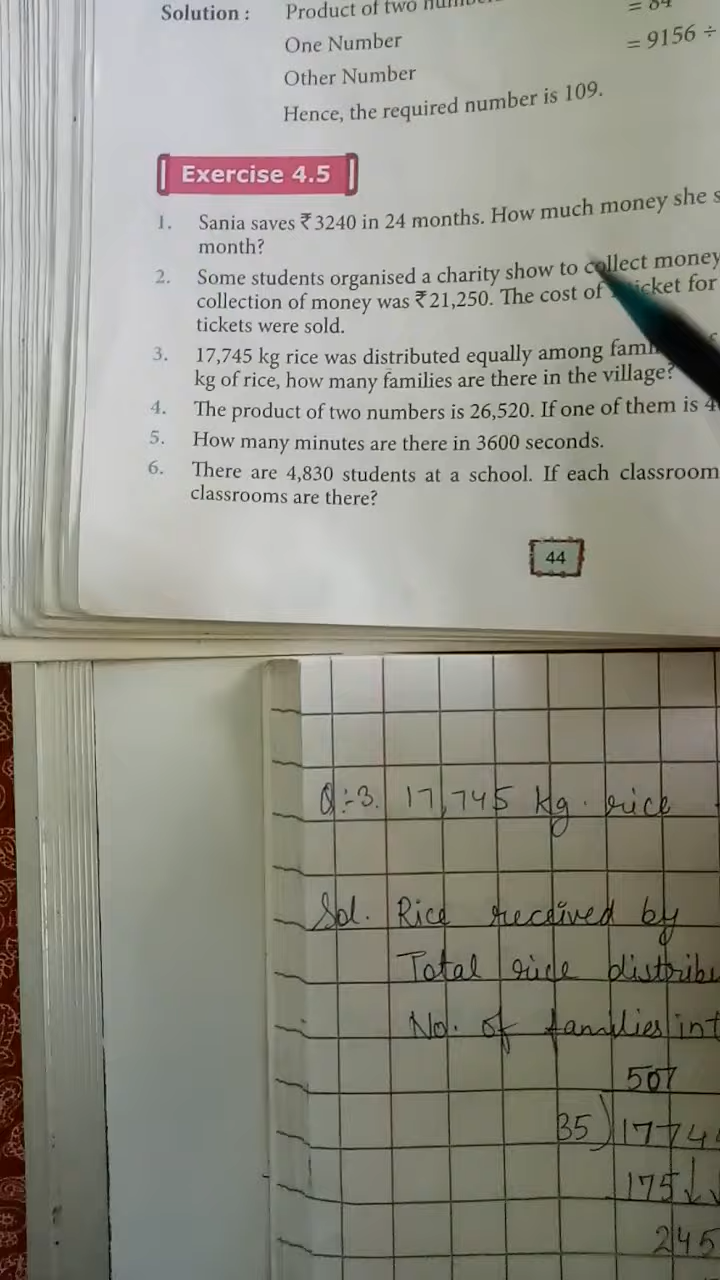 Solution : Product of two numbers = 84
One Number = 9156 ÷
Other Number
Hence, the required number is 109.
Exercise 4.5
1. Sania saves ₹3240 in 24 months. How much money she s
month?
2. Some students organised a charity show to collect money
collection of money was ₹21,250. The cost of ticket for
tickets were sold.
3. 17,745 kg rice was distributed equally among
kg of rice, how many families are there in the village?
4. The product of two numbers is 26,520. If one of them is 4
5. How many minutes are there in 3600 seconds.
6. There are 4,830 students at a school. If each classroom
classrooms are there?
44
Q:-3. 17,745 kg. rice
Sol. Rice received by
Total rice distribu
No. of families in t
507
35)1774
175↓↓
245